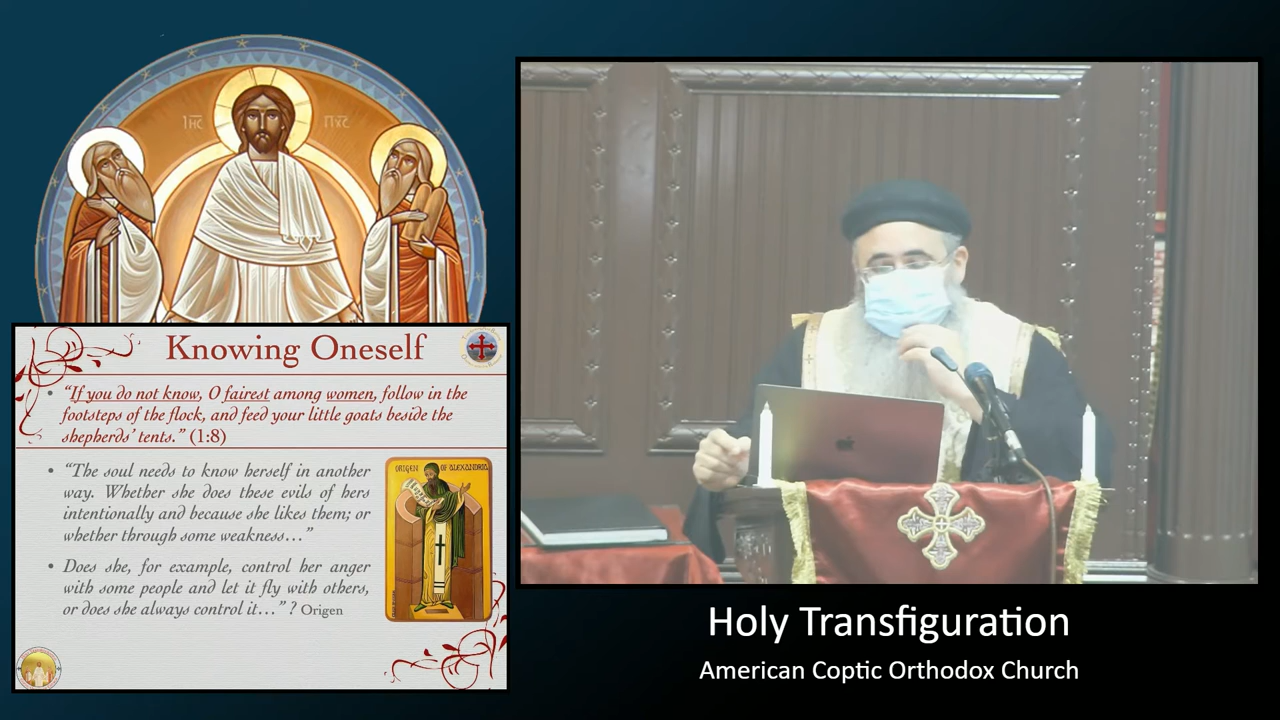 ΙΗC ΠΧC
Knowing Oneself
• “If you do not know, O fairest among women, follow in the
footsteps of the flock, and feed your little goats beside the
shepherds’ tents.” (1:8)
• “The soul needs to know herself in another
way. Whether she does these evils of hers
intentionally and because she likes them; or
whether through some weakness…”
• Does she, for example, control her anger
with some people and let it fly with others,
or does she always control it…” ? Origen
ORIGEN OF ALEXANDRIA
Holy Transfiguration
American Coptic Orthodox Church